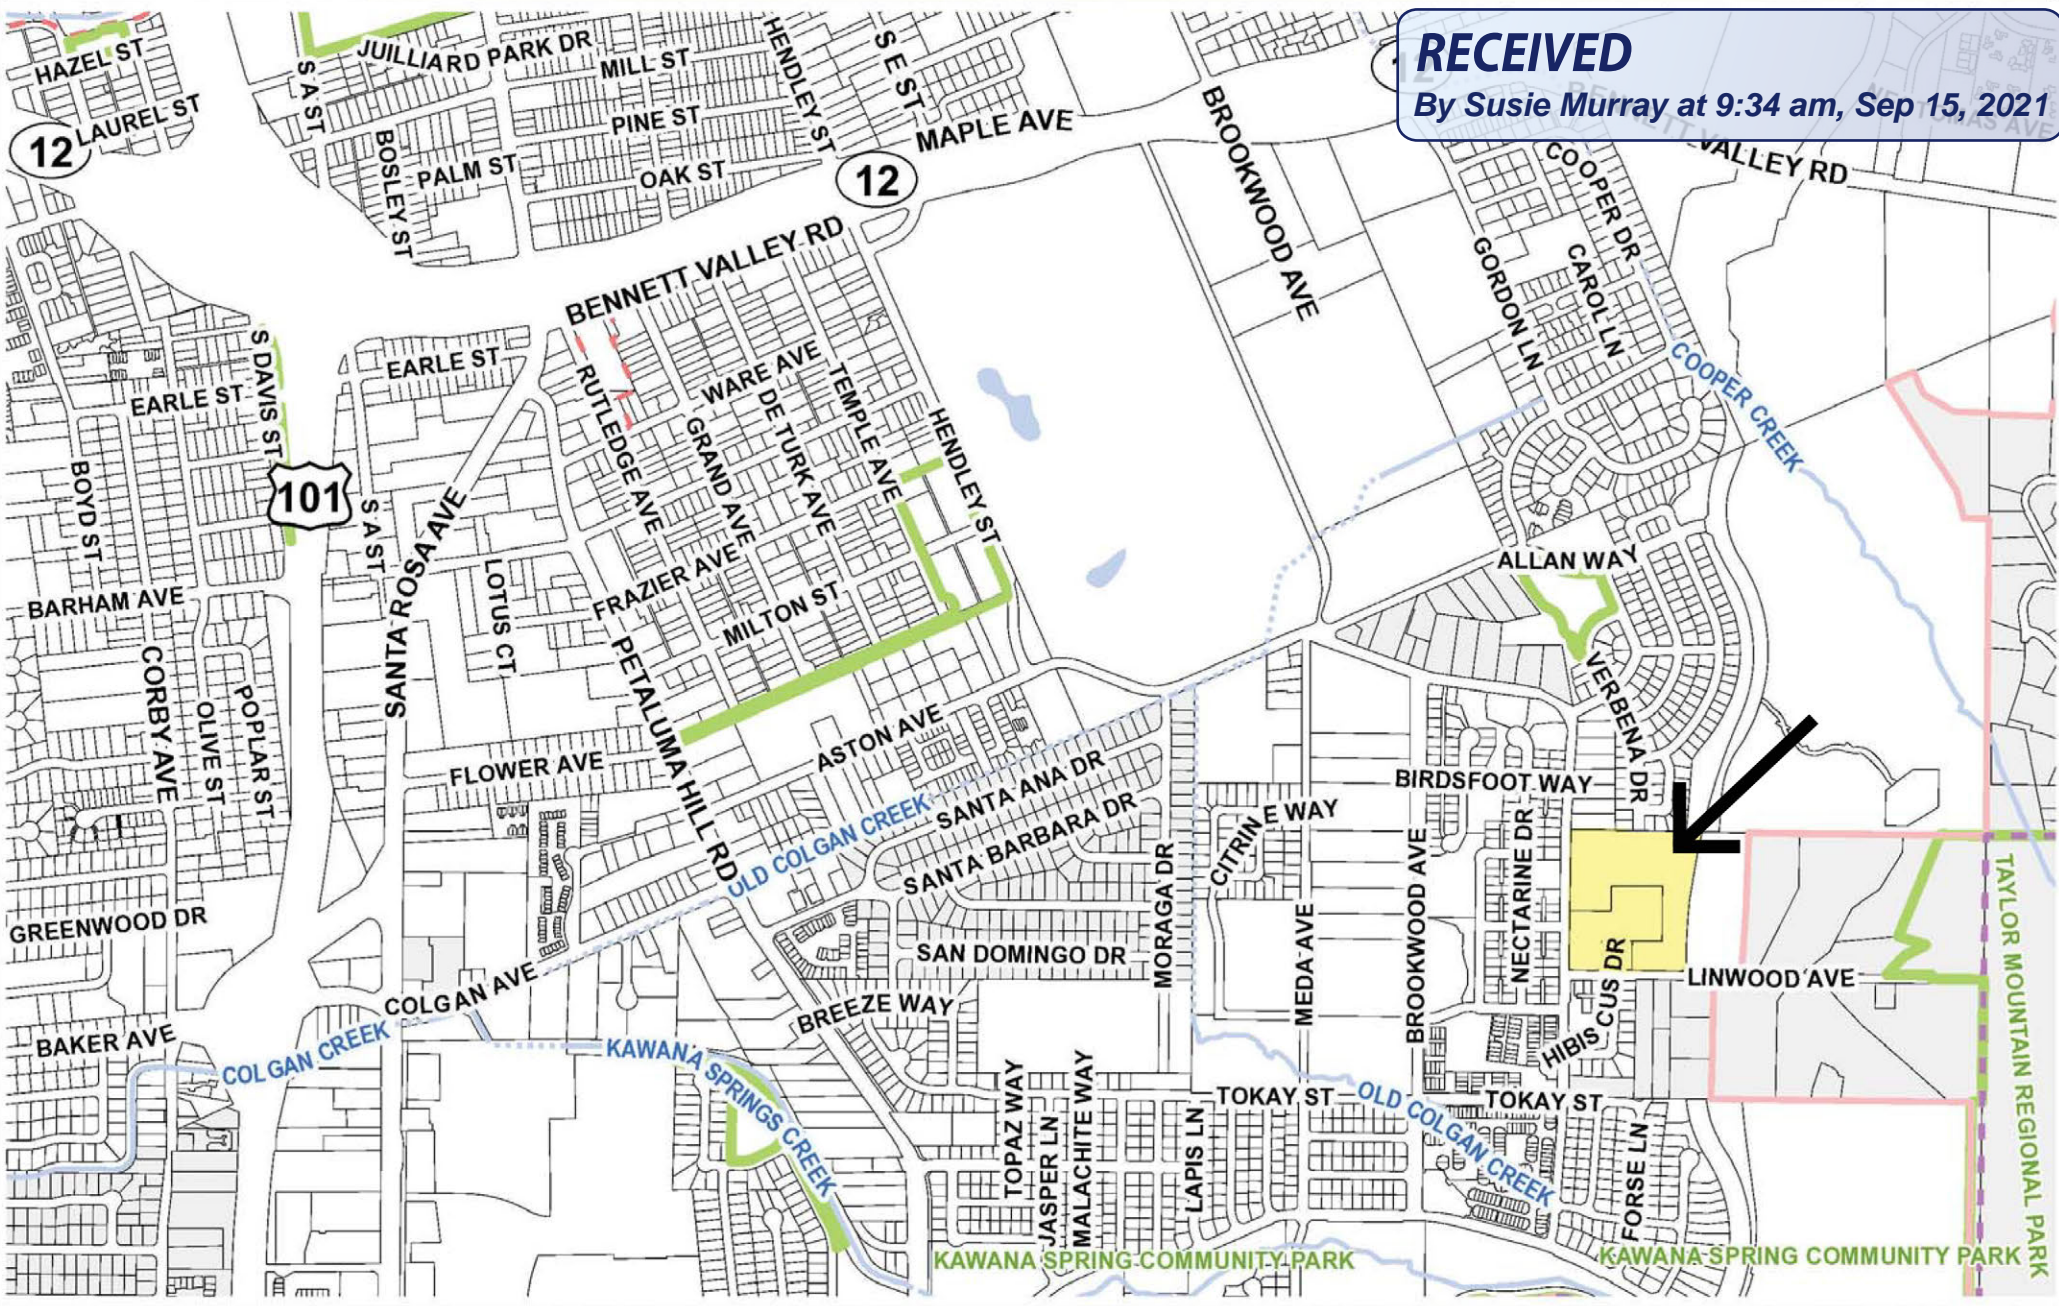 RECEIVED
By Susie Murray at 9:34 am, Sep 15, 2021
HAZEL ST
LAUREL ST
12
S A ST
JUILLIARD PARK DR
MILL ST
PINE ST
BOSLEY ST
PALM ST
OAK ST
HENDLEY ST
S E ST
MAPLE AVE
12
BROOKWOOD AVE
12
BENNETT VALLEY RD
COOPER DR
GORDON LN
CAROL LN
BENNETT VALLEY RD
S DAVIS ST
EARLE ST
EARLE ST
BOYD ST
101
S A ST
SANTA ROSA AVE
RUTLEDGE AVE
WARE AVE
GRAND AVE
DE TURK AVE
TEMPLE AVE
HENDLEY ST
COOPER CREEK
BARHAM AVE
LOTUS CT
FRAZIER AVE
MILTON ST
ALLAN WAY
CORBY AVE
OLIVE ST
POPLAR ST
PETALUMA HILL RD
VERBENA DR
FLOWER AVE
ASTON AVE
OLD COLGAN CREEK
SANTA ANA DR
SANTA BARBARA DR
MORAGA DR
CITRINE WAY
BIRDSFOOT WAY
BROOKWOOD AVE
NECTARINE DR
GREENWOOD DR
SAN DOMINGO DR
MEDA AVE
HIBISCUS DR
LINWOOD AVE
TAYLOR MOUNTAIN REGIONAL PARK
COLGAN AVE
BREEZE WAY
BAKER AVE
COLGAN CREEK
KAWANA SPRINGS CREEK
TOPAZ WAY
JASPER LN
MALACHITE WAY
LAPIS LN
TOKAY ST
OLD COLGAN CREEK
TOKAY ST
FORSE LN
KAWANA SPRING COMMUNITY PARK
KAWANA SPRING COMMUNITY PARK